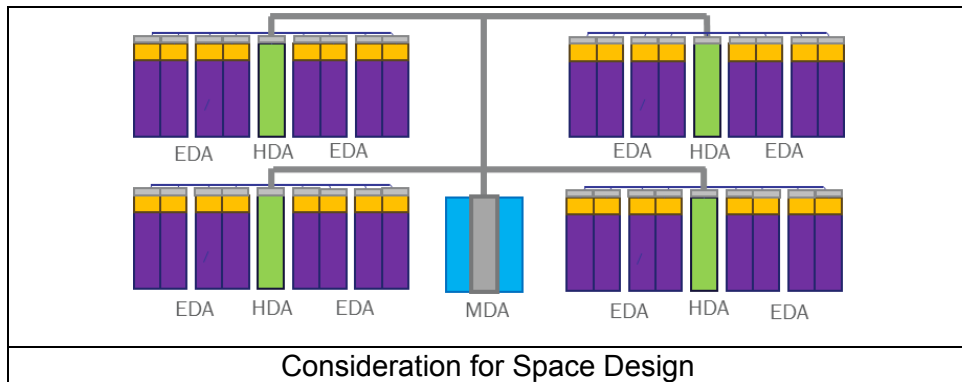 EDA HDA EDA EDA HDA EDA
EDA HDA EDA MDA EDA HDA EDA
Consideration for Space Design